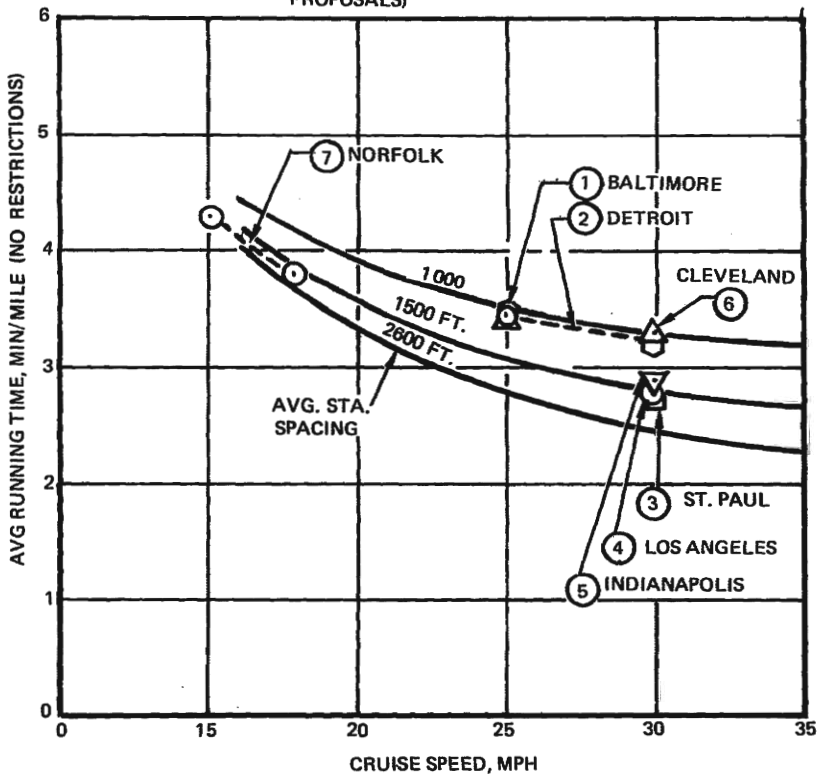 PROPOSALS)
6
5
4
3
2
1
0
0
15
20
25
30
35
AVG RUNNING TIME, MIN/MILE (NO RESTRICTIONS)
CRUISE SPEED, MPH
7 NORFOLK
1 BALTIMORE
2 DETROIT
CLEVELAND
6
1000
1500 FT.
2600 FT.
AVG. STA.
SPACING
3 ST. PAUL
4 LOS ANGELES
5 INDIANAPOLIS